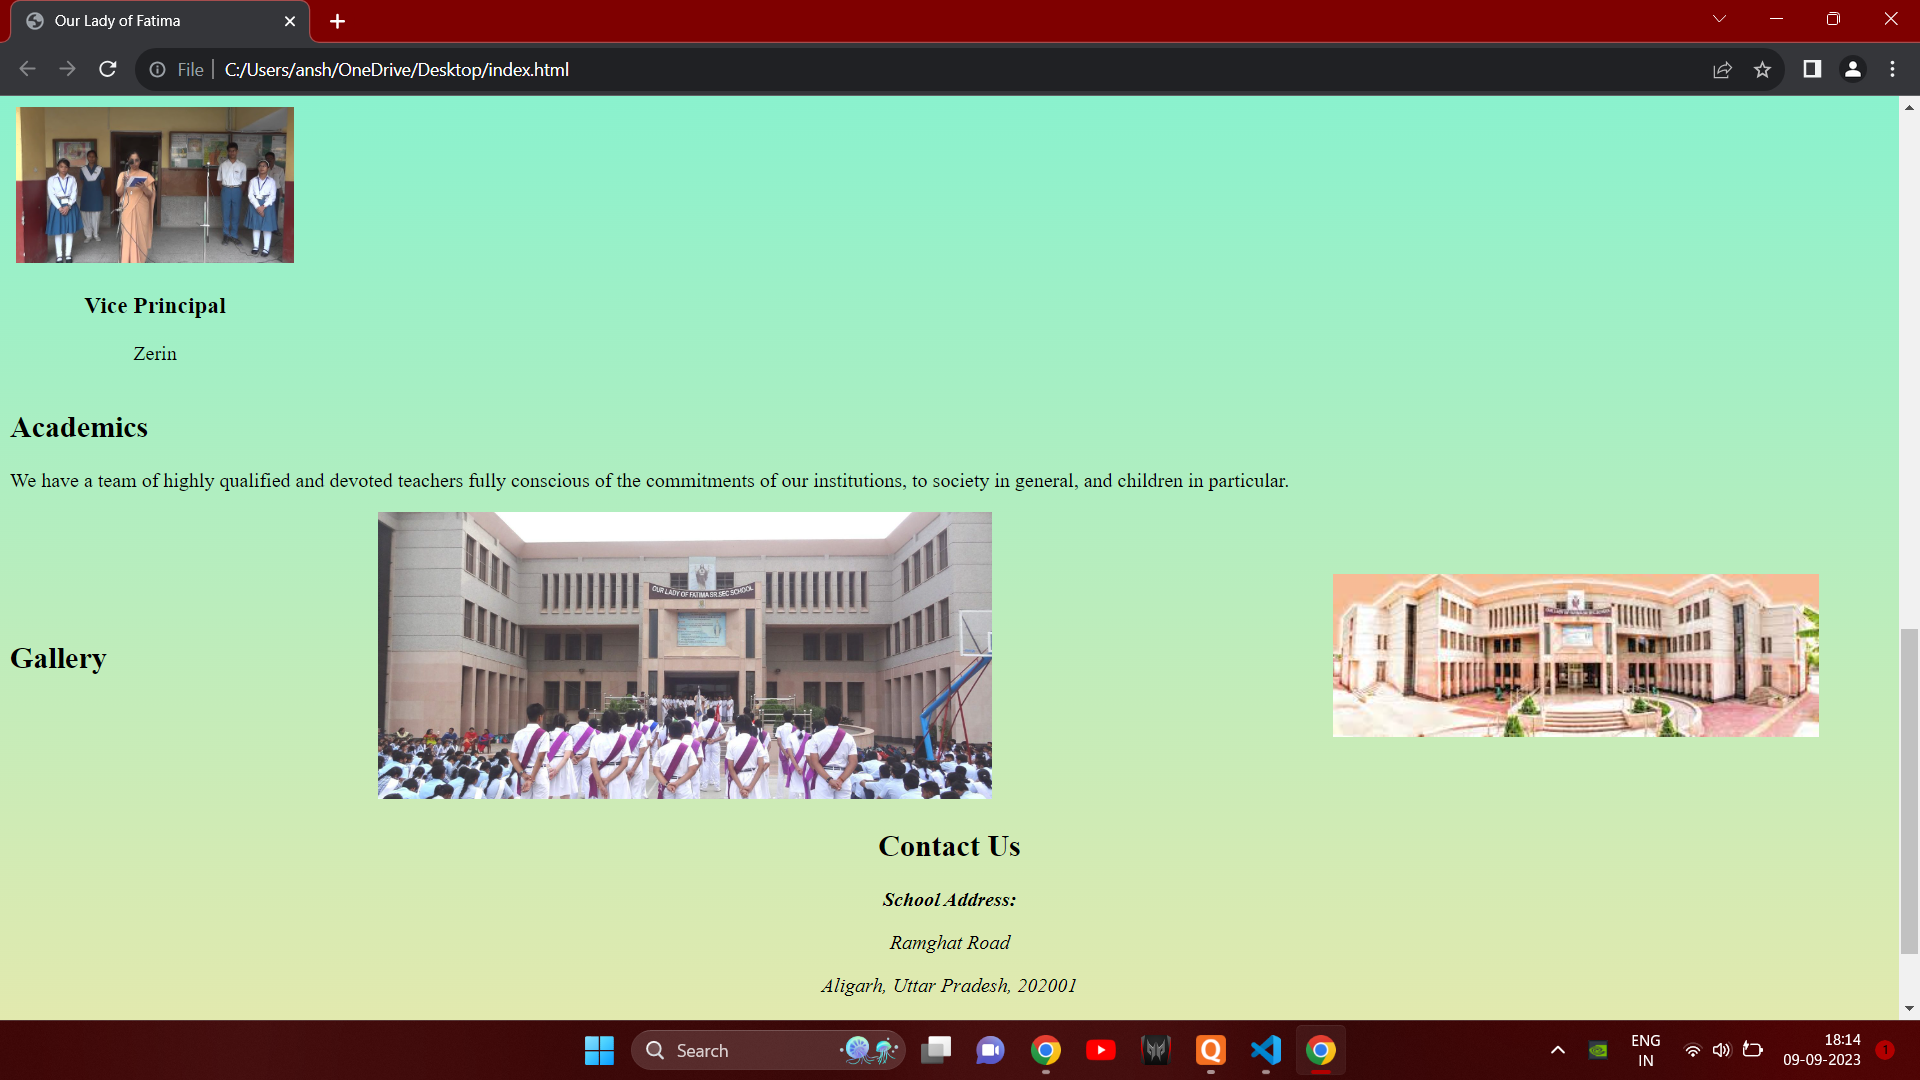 Our Lady of Fatima
File
C:/Users/ansh/OneDrive/Desktop/index.html
Vice Principal
Zerin
Academics
We have a team of highly qualified and devoted teachers fully conscious of the commitments of our institutions, to society in general, and children in particular.
OUR LADY OF FATIMA SR.SEC SCHOOL
Gallery
Contact Us
School Address:
Ramghat Road
Aligarh, Uttar Pradesh, 202001
Search
ENG
IN
18:14
09-09-2023
1